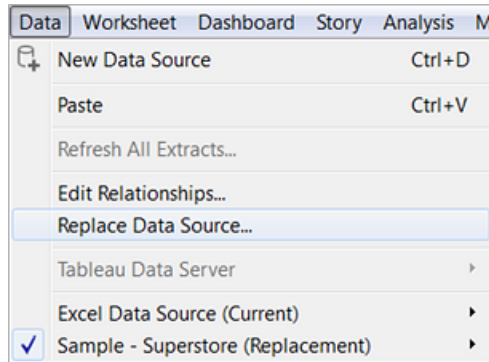 Data Worksheet Dashboard Story Analysis
New Data Source Ctrl+D
Paste Ctrl+V
Refresh All Extracts...
Edit Relationships...
Replace Data Source...
Tableau Data Server
Excel Data Source (Current)
Sample - Superstore (Replacement)